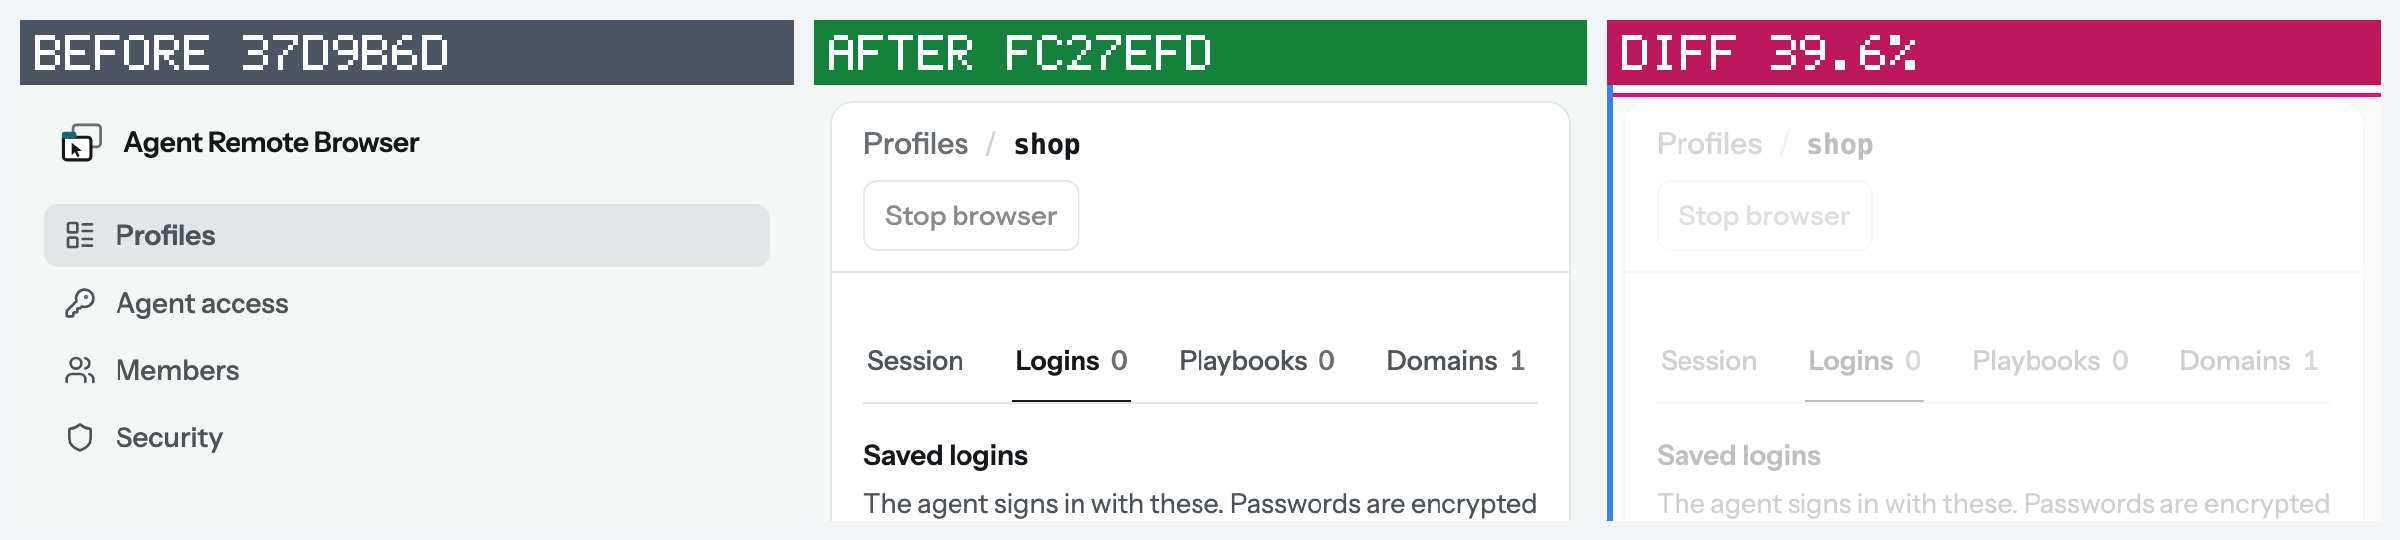 BEFORE 37D9B6D
Agent Remote Browser
Profiles
Agent access
Members
Security
AFTER FC27EFD
Profiles / shop
Stop browser
Session Logins 0 Playbooks 0 Domains 1
Saved logins
The agent signs in with these. Passwords are encrypted
DIFF 39.6%
Profiles / shop
Stop browser
Session Logins 0 Playbooks 0 Domains 1
Saved logins
The agent signs in with these. Passwords are encrypted